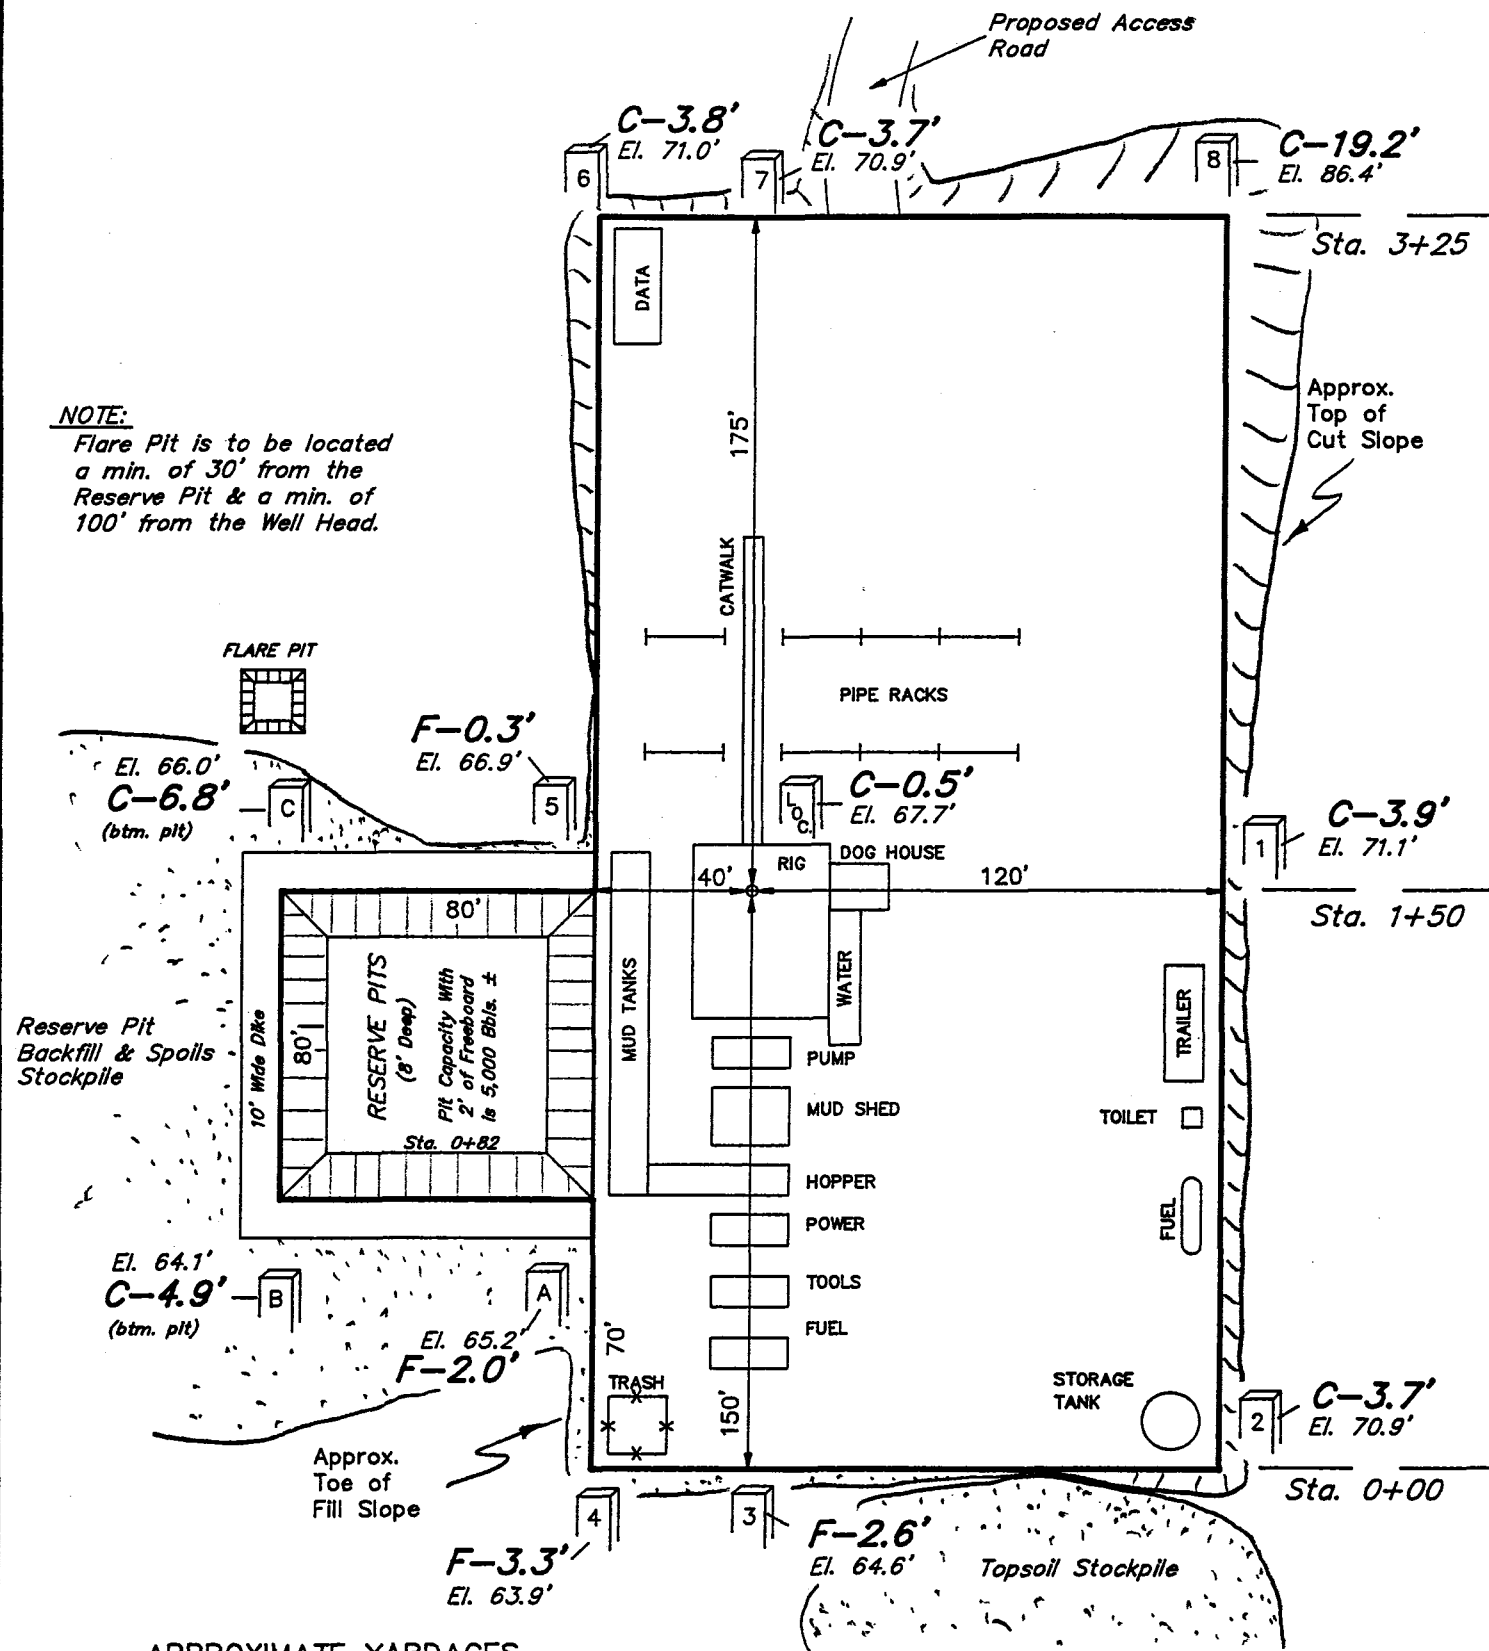 Proposed Access
Road
C-3.8'
El. 71.0'
C-3.7'
El. 70.9'
C-19.2'
El. 86.4'
6
7
8
Sta. 3+25
DATA
175'
Approx.
Top of
Cut Slope
NOTE:
Flare Pit is to be located
a min. of 30' from the
Reserve Pit & a min. of
100' from the Well Head.
CATWALK
FLARE PIT
PIPE RACKS
F-0.3'
El. 66.9'
El. 66.0'
C-6.8'
(btm. pit)
C
5
LOC.
C-0.5'
El. 67.7'
C-3.9'
El. 71.1'
1
RIG
DOG HOUSE
40'
120'
Sta. 1+50
80'
80'
RESERVE PITS
(8' Deep)
Pit Capacity With
2' of Freeboard
is 5,000 Bbls. ±
Sta. 0+82
10' Wide Dike
MUD TANKS
WATER
TRAILER
Reserve Pit
Backfill & Spoils
Stockpile
PUMP
MUD SHED
TOILET
HOPPER
POWER
FUEL
TOOLS
FUEL
El. 64.1'
C-4.9'
(btm. pit)
B
A
El. 65.2'
F-2.0'
70'
TRASH
150'
STORAGE
TANK
C-3.7'
El. 70.9'
2
Approx.
Toe of
Fill Slope
Sta. 0+00
4
3
F-3.3'
El. 63.9'
F-2.6'
El. 64.6'
Topsoil Stockpile
APPROXIMATE YARDAGES